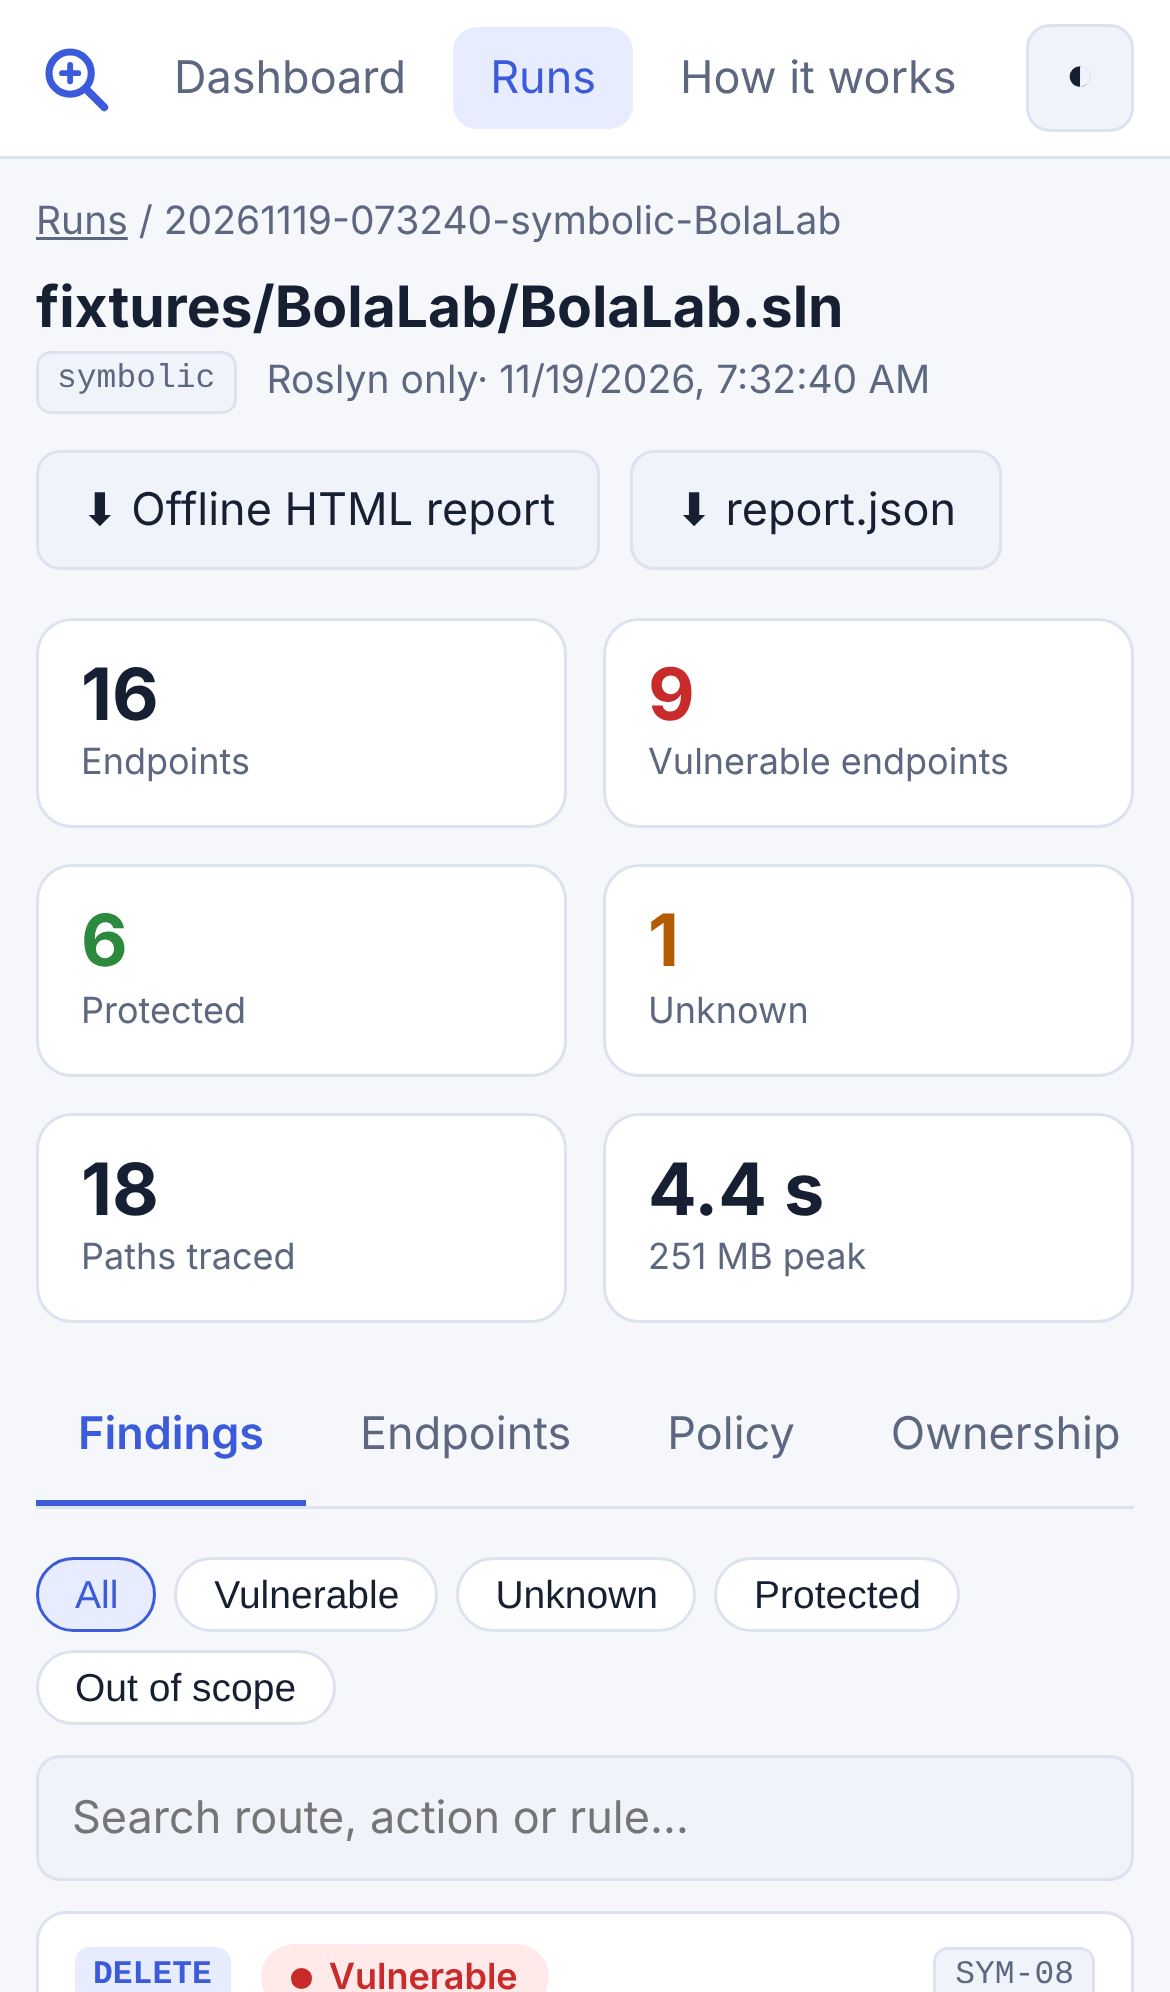 Dashboard Runs How it works
Runs / 20261119-073240-symbolic-BolaLab
fixtures/BolaLab/BolaLab.sln
symbolic Roslyn only· 11/19/2026, 7:32:40 AM
⬇ Offline HTML report ⬇ report.json
16 9
Endpoints Vulnerable endpoints
6 1
Protected Unknown
18 4.4 s
Paths traced 251 MB peak
Findings Endpoints Policy Ownership
All Vulnerable Unknown Protected
Out of scope
Search route, action or rule...
DELETE Vulnerable SYM-08